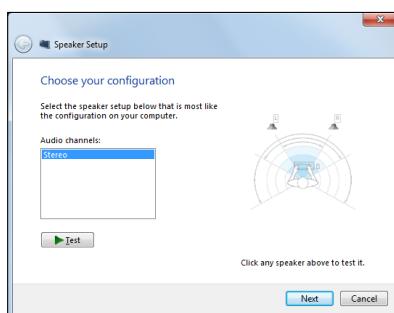 Speaker Setup
Choose your configuration
Select the speaker setup below that is most like
the configuration on your computer.
Audio channels:
Stereo
L
R
Test
Click any speaker above to test it.
Next
Cancel